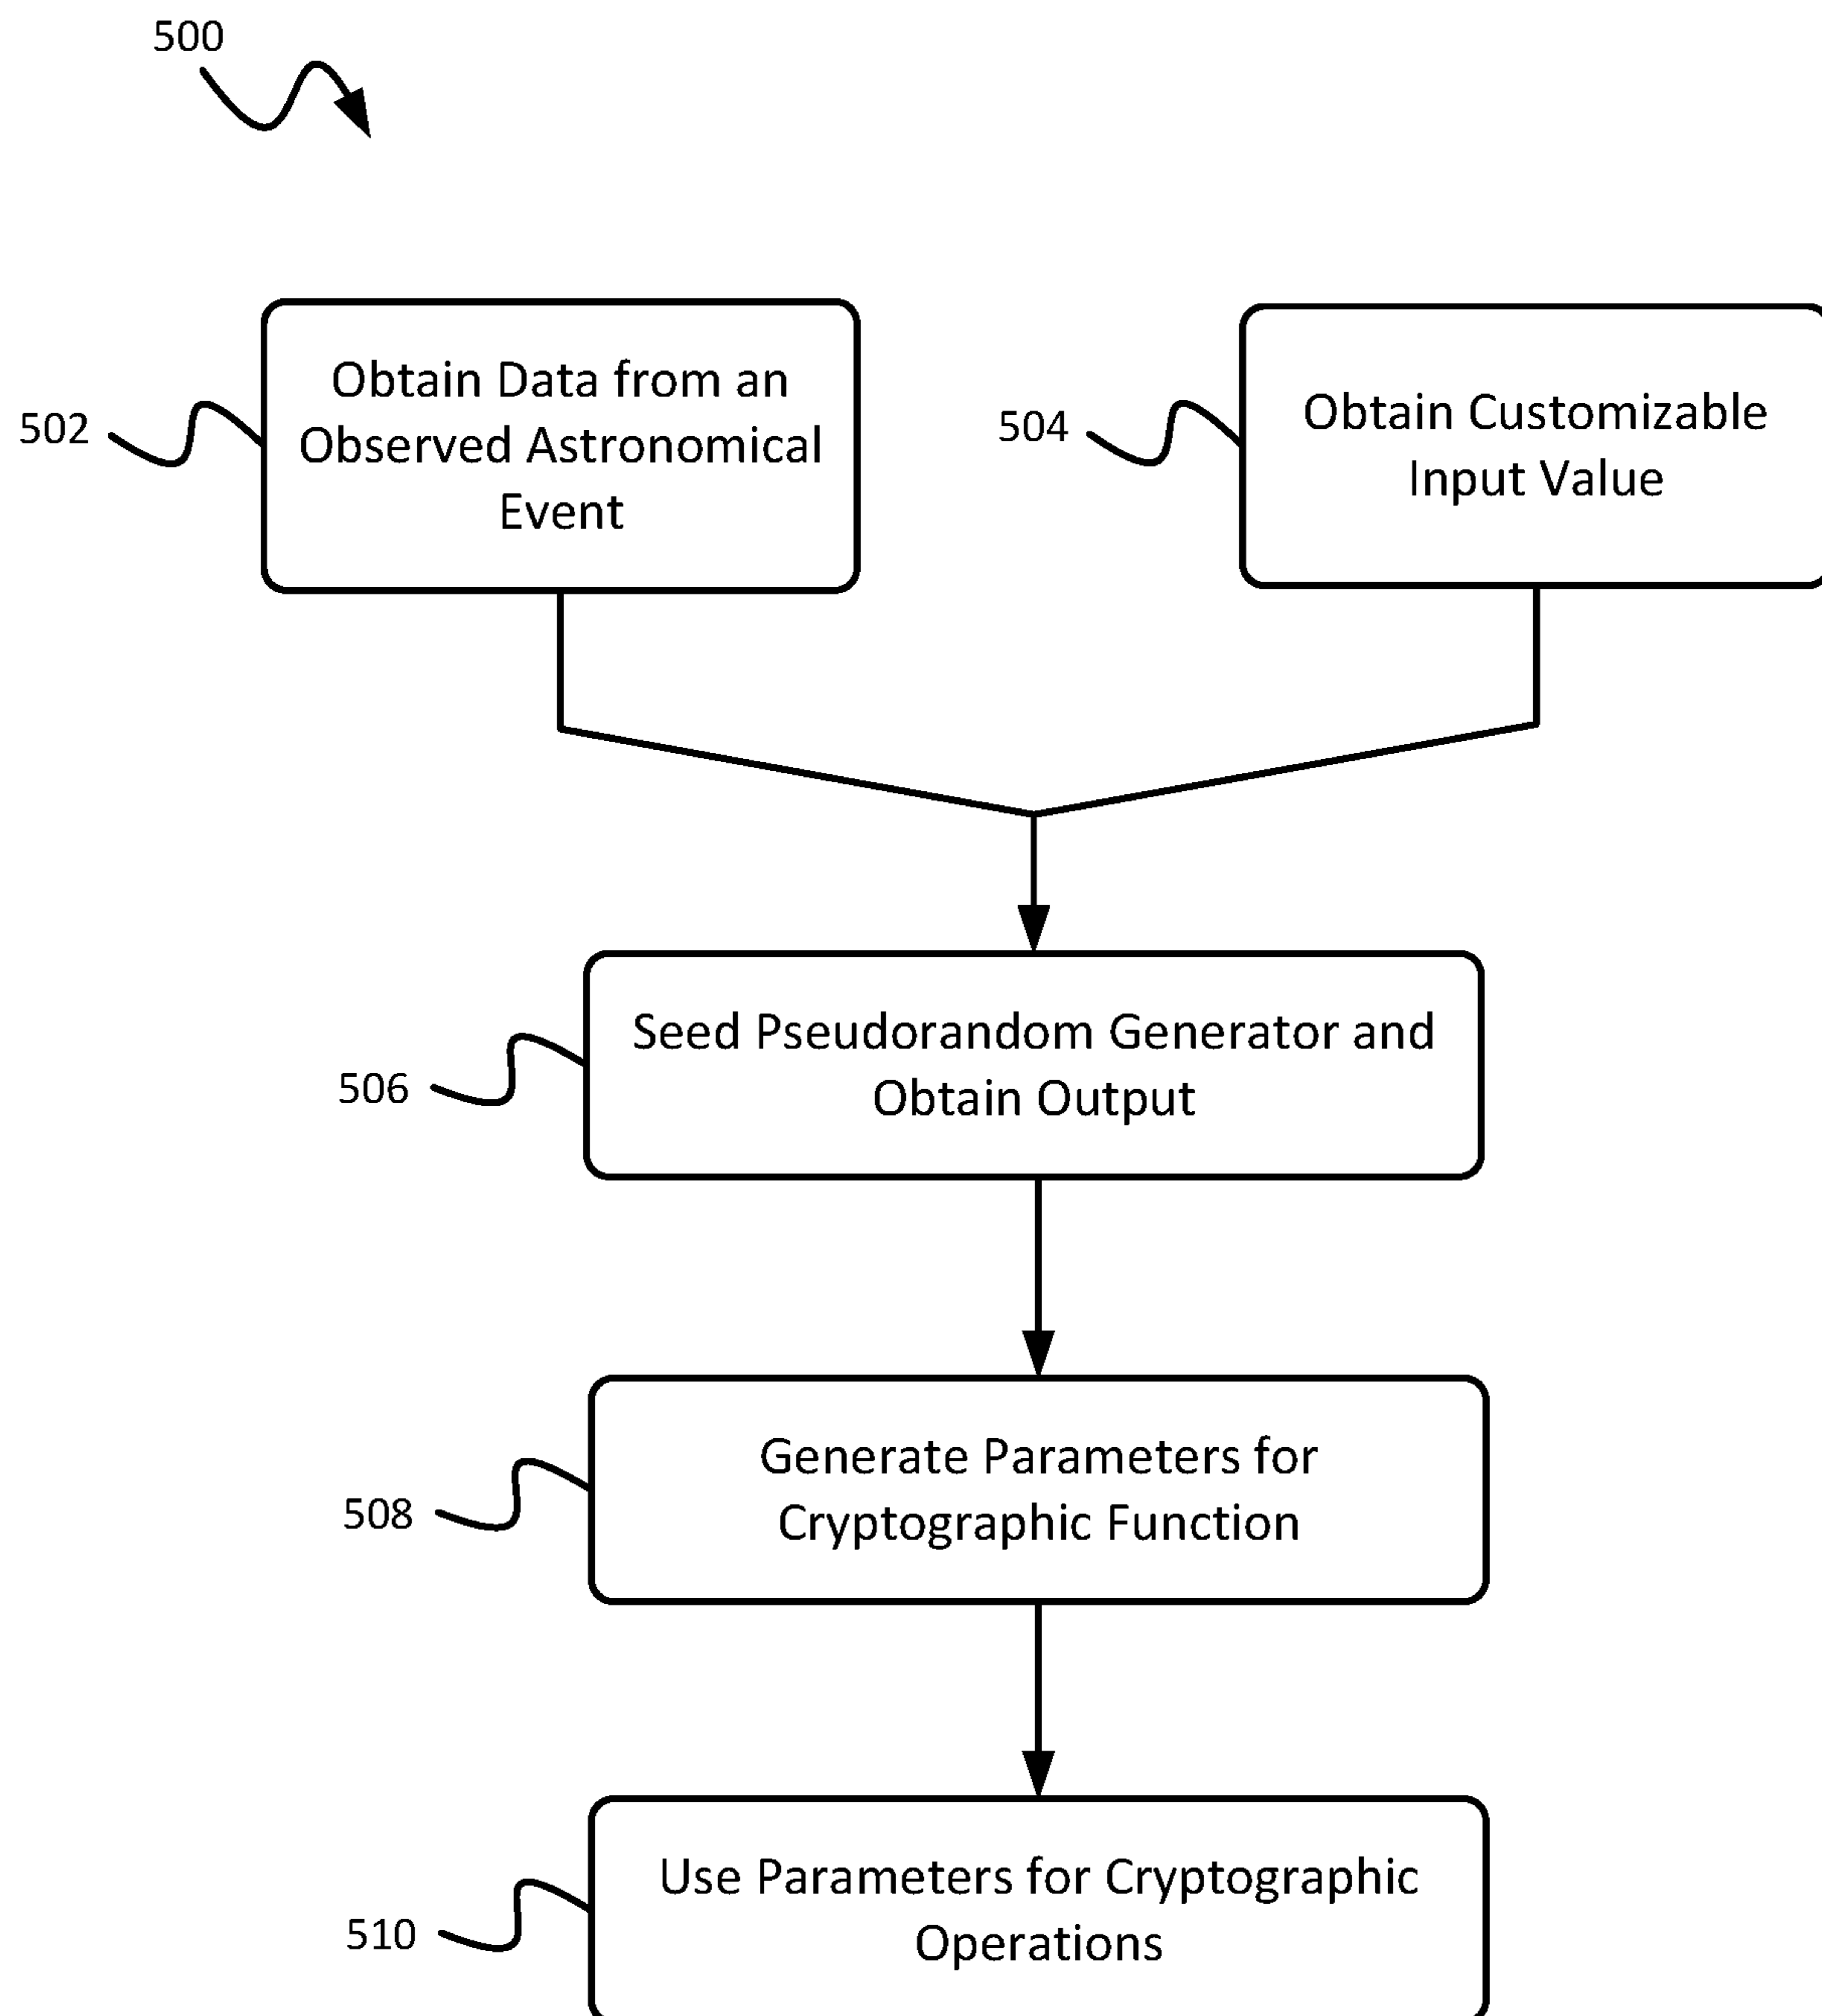 500
502
Obtain Data from an
Observed Astronomical
Event
504
Obtain Customizable
Input Value
506
Seed Pseudorandom Generator and
Obtain Output
508
Generate Parameters for
Cryptographic Function
510
Use Parameters for Cryptographic
Operations